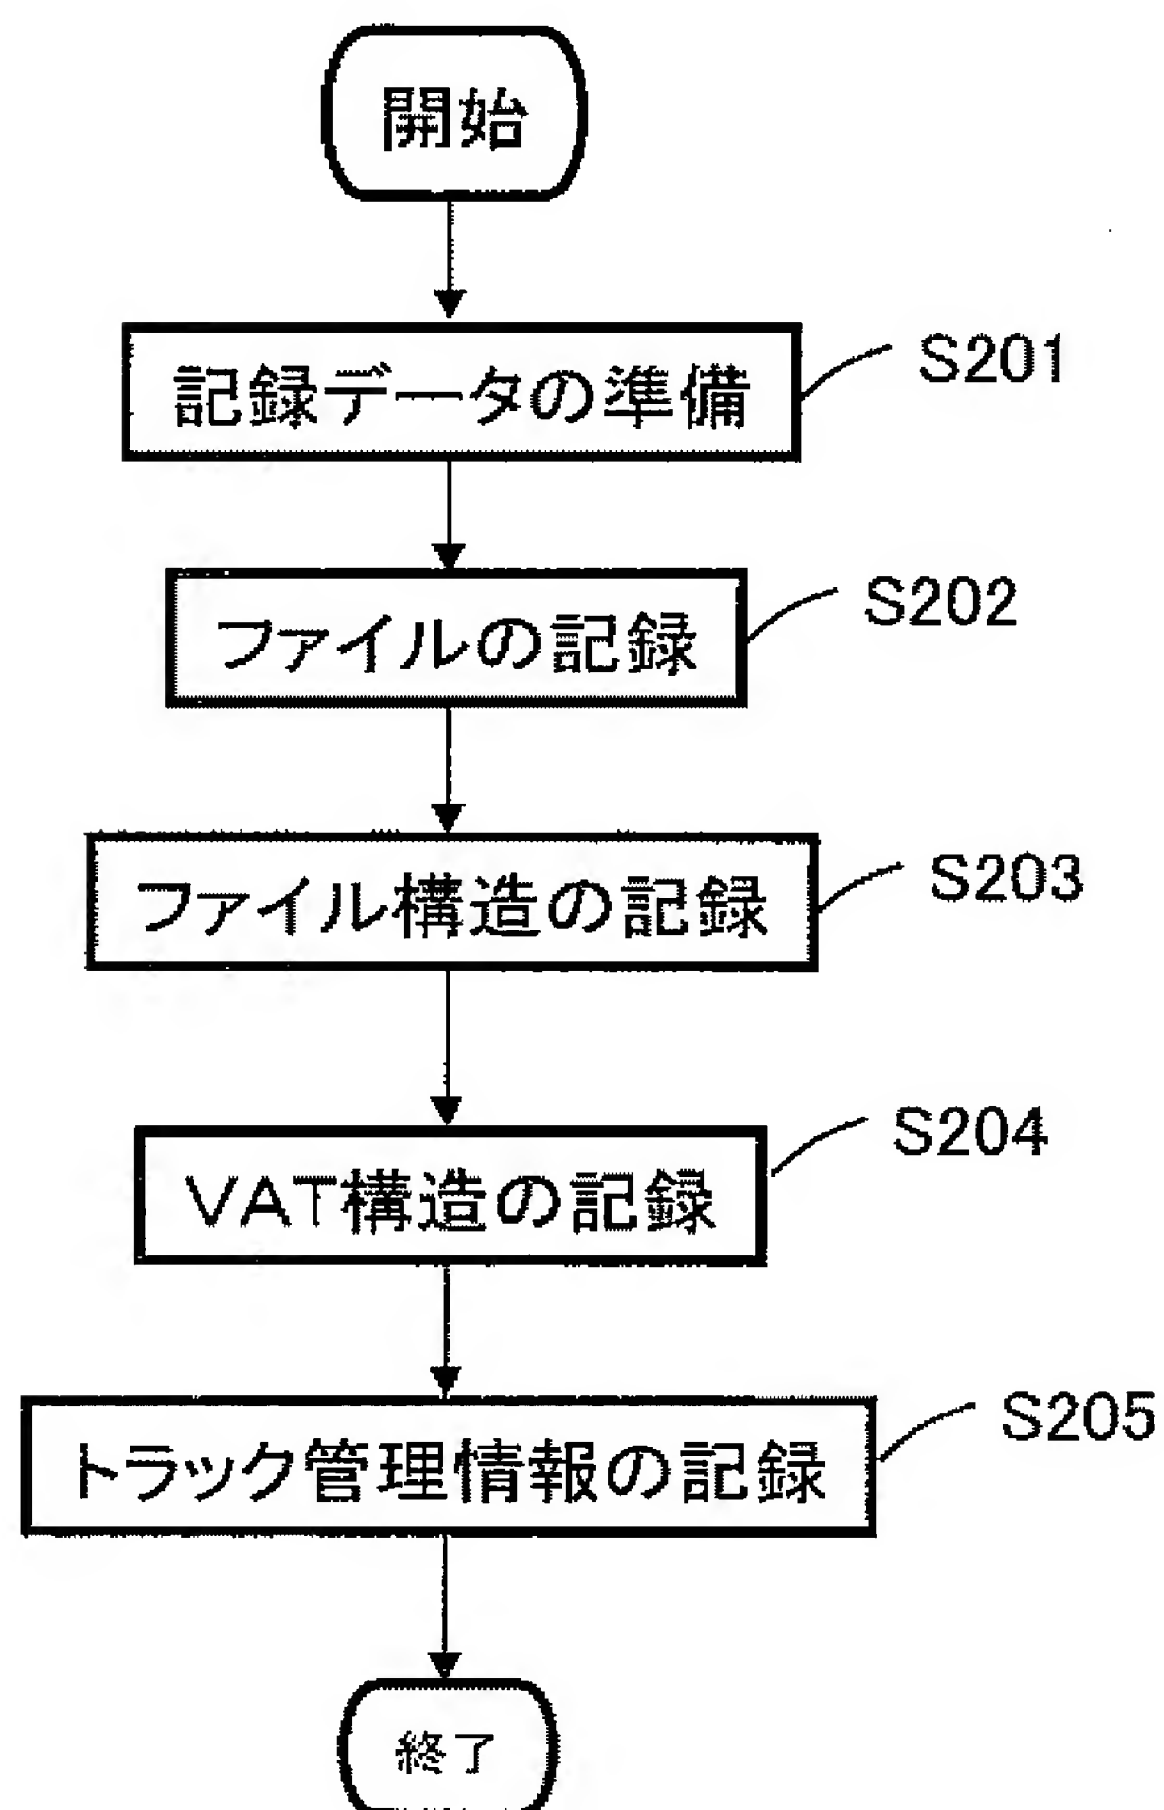 開始
記録データの準備
S201
ファイルの記録
S202
ファイル構造の記録
S203
VAT構造の記録
S204
トラック管理情報の記録
S205
終了